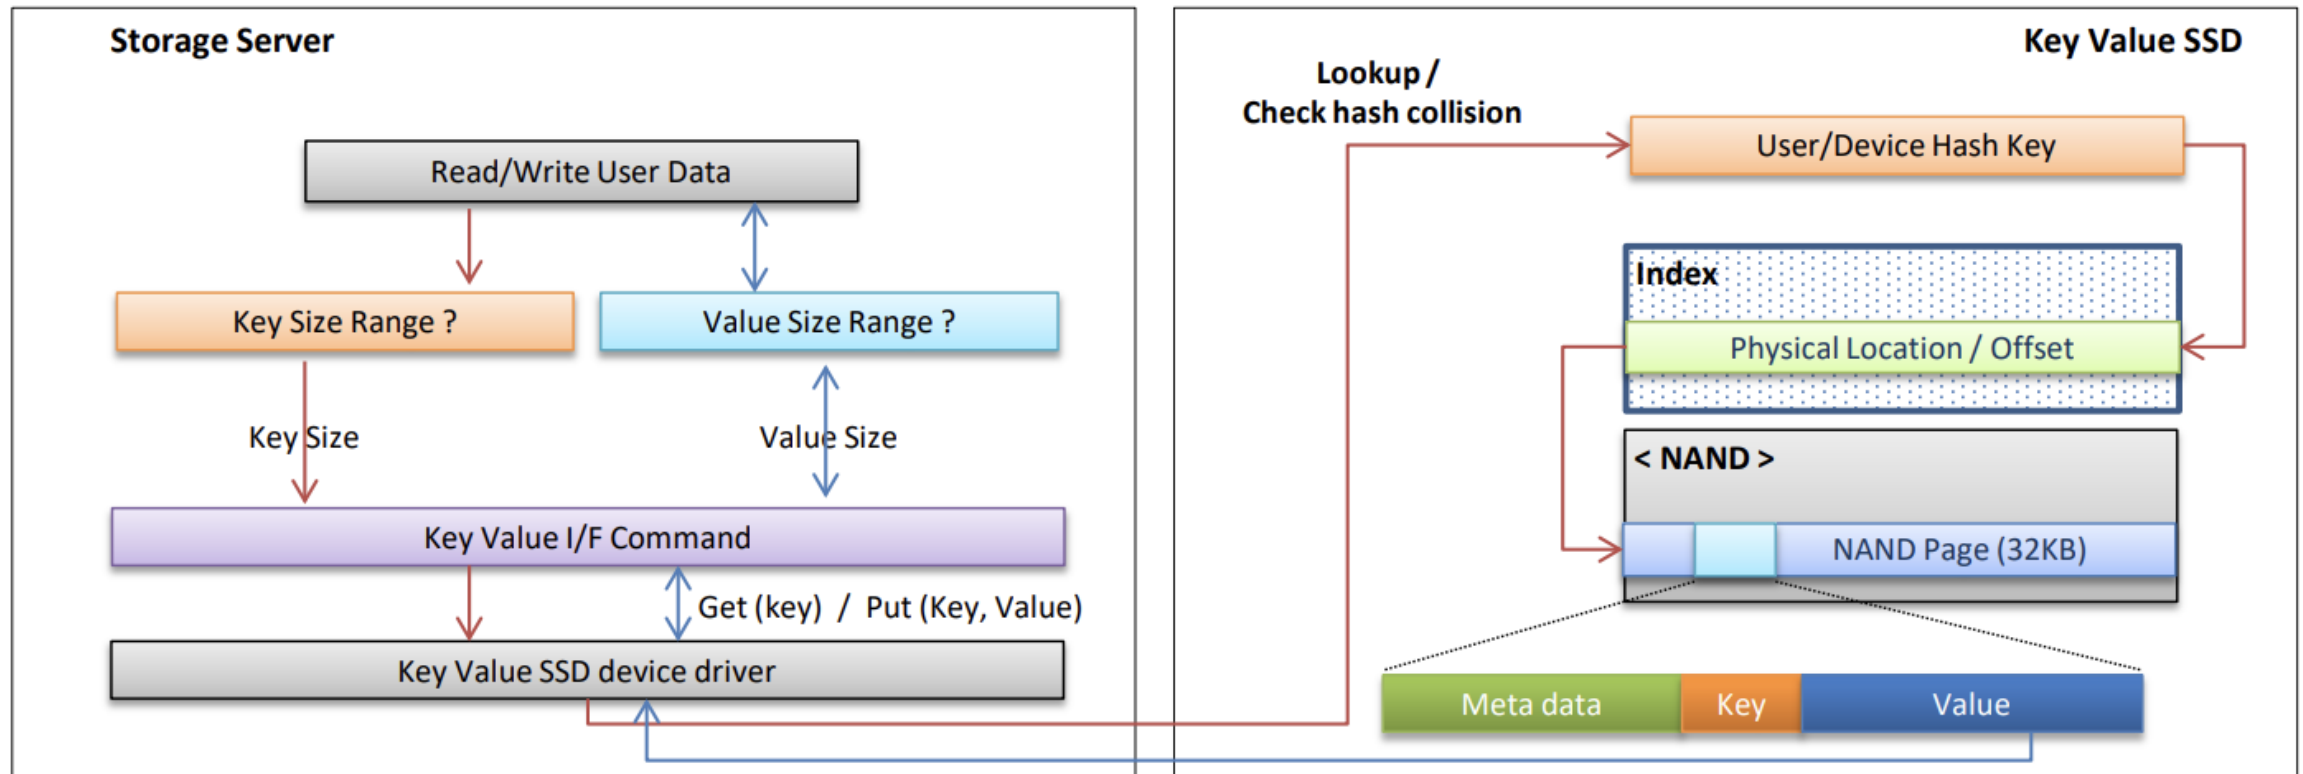 Storage Server
Read/Write User Data
Key Size Range ?
Value Size Range ?
Key Size
Value Size
Key Value I/F Command
Get (key) / Put (Key, Value)
Key Value SSD device driver
Key Value SSD
Lookup /
Check hash collision
User/Device Hash Key
Index
Physical Location / Offset
< NAND >
NAND Page (32KB)
Meta data
Key
Value